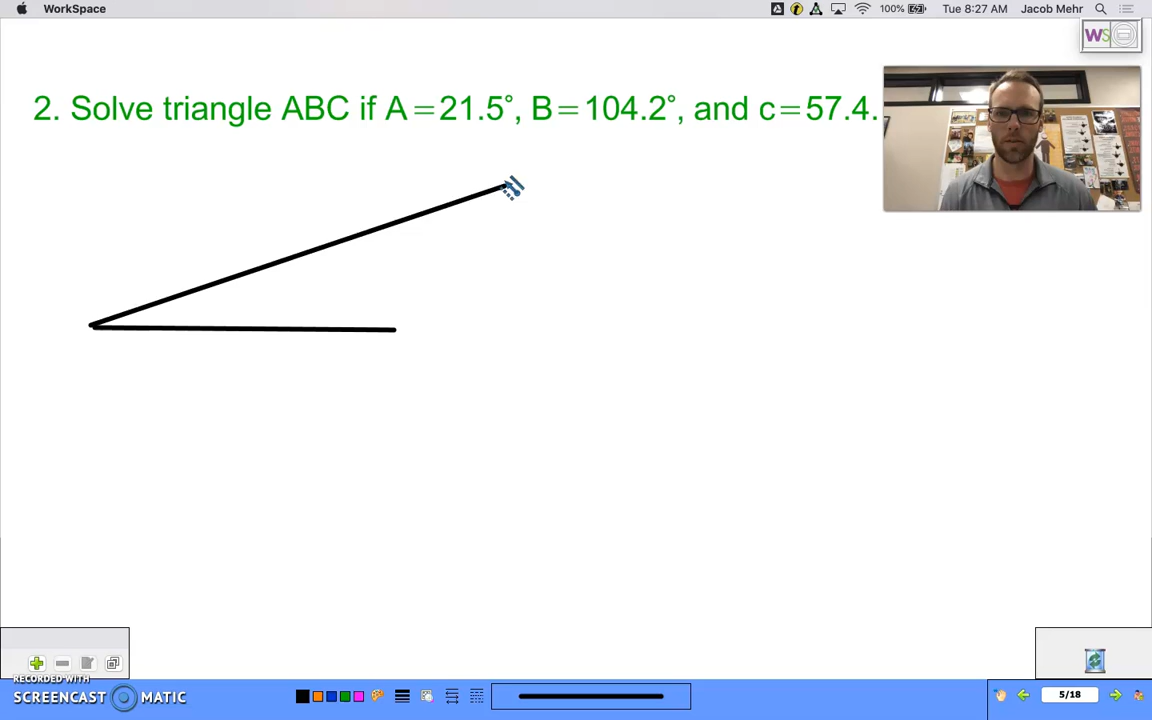 WorkSpace
100%
Tue 8:27 AM
Jacob Mehr
WS
2. Solve triangle ABC if A=21.5°, B=104.2°, and c=57.4.
RECORDED WITH
SCREENCAST MATIC
5/18